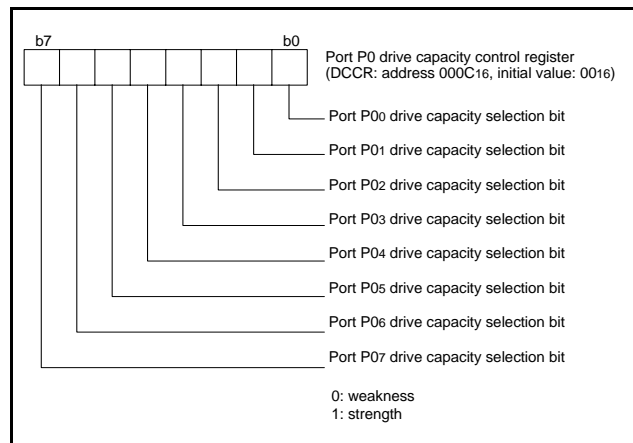 b7 b0
Port P0 drive capacity control register
(DCCR: address 000C16, initial value: 0016)
Port P00 drive capacity selection bit
Port P01 drive capacity selection bit
Port P02 drive capacity selection bit
Port P03 drive capacity selection bit
Port P04 drive capacity selection bit
Port P05 drive capacity selection bit
Port P06 drive capacity selection bit
Port P07 drive capacity selection bit
0: weakness
1: strength